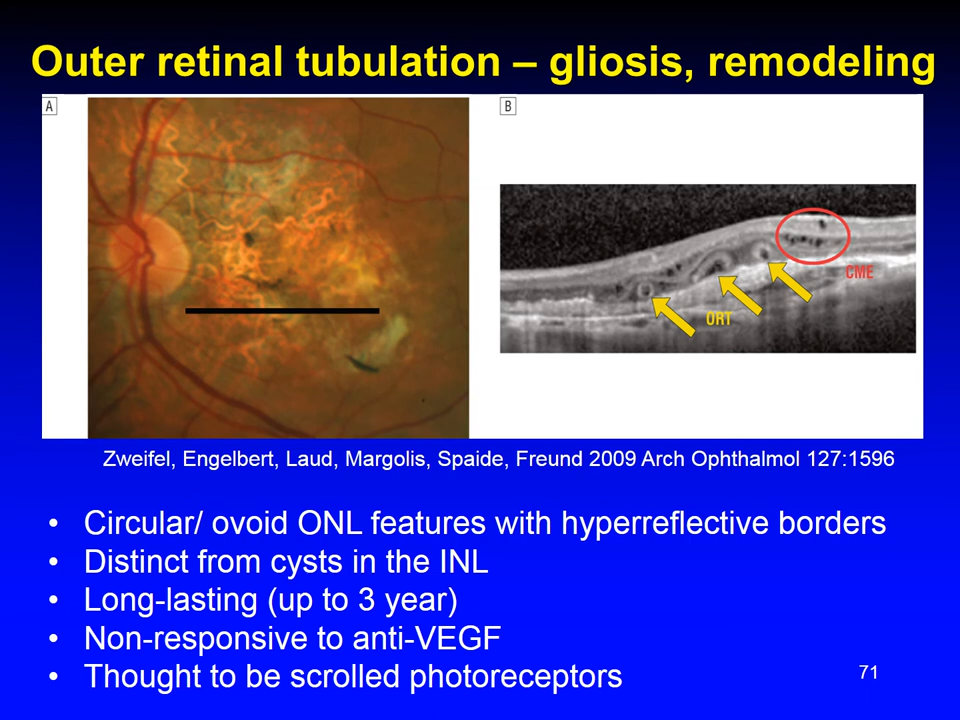 Outer retinal tubulation – gliosis, remodeling
A
B
CME
ORT
Zweifel, Engelbert, Laud, Margolis, Spaide, Freund 2009 Arch Ophthalmol 127:1596
• Circular/ ovoid ONL features with hyperreflective borders
• Distinct from cysts in the INL
• Long-lasting (up to 3 year)
• Non-responsive to anti-VEGF
• Thought to be scrolled photoreceptors
71